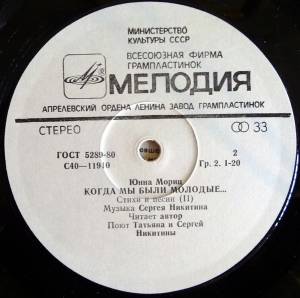 МИНИСТЕРСТВО
КУЛЬТУРЫ СССР
ВСЕСОЮЗНАЯ ФИРМА
ГРАМПЛАСТИНОК
МЕЛОДИЯ
АПРЕЛЕВСКИЙ ОРДЕНА ЛЕНИНА ЗАВОД ГРАМПЛАСТИНОК
СТЕРЕО
33
ГОСТ 5289-80
2
С40—11910
Гр. 2. 1-20
Юнна Мориц
КОГДА МЫ БЫЛИ МОЛОДЫЕ...
Стихи и песни (II)
Музыка Сергея Никитина
Читает автор
Поют Татьяна и Сергей
Никитины